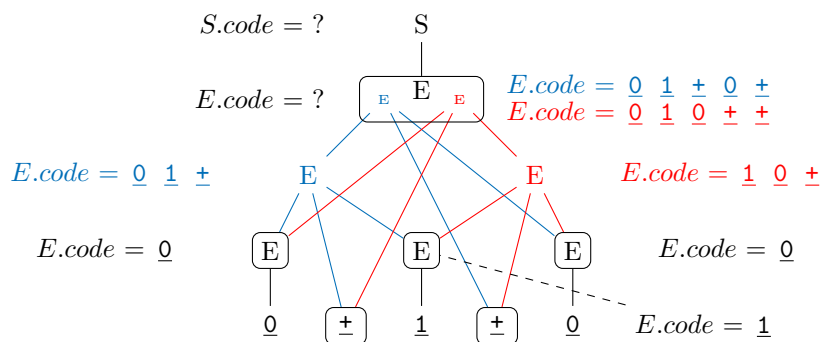 S.code = ? S
E.code = ? E E E E.code = 0 1 + 0 +
E.code = 0 1 0 + +
E.code = 0 1 + E E E.code = 1 0 +
E.code = 0 E E E E.code = 0
0 + 1 + 0 E.code = 1